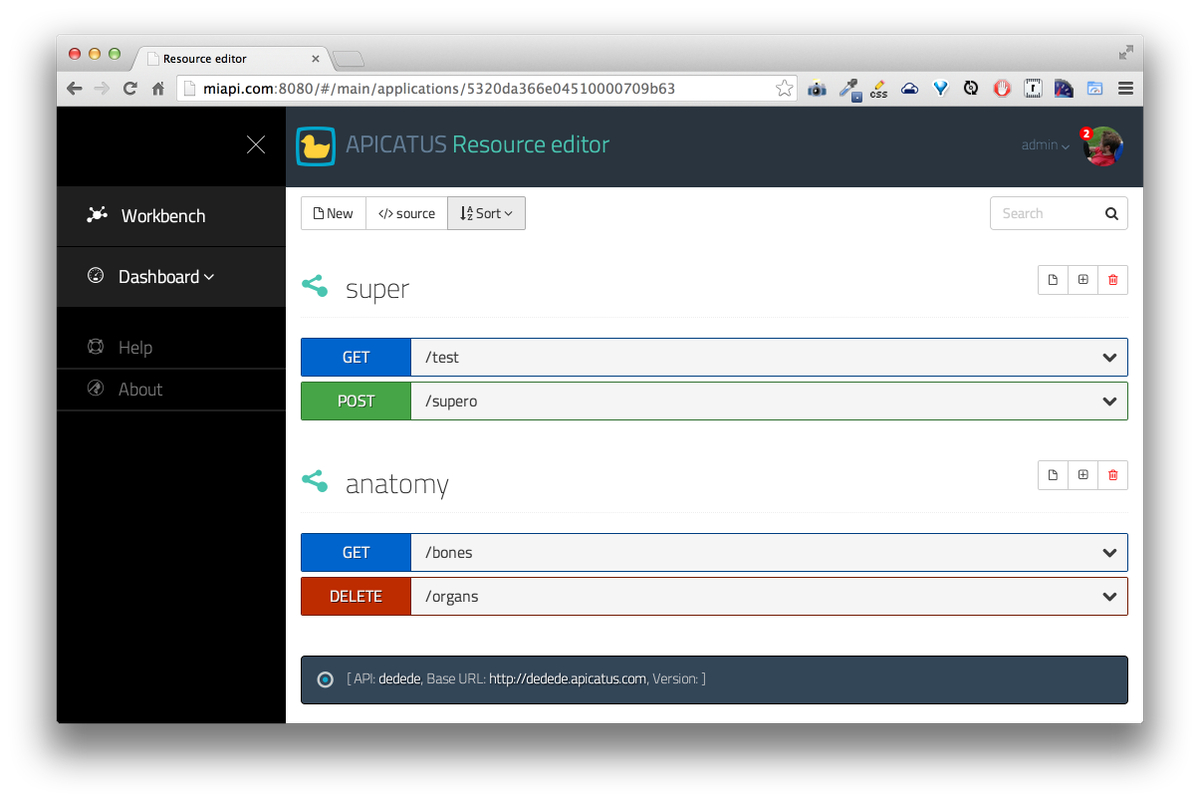 Resource editor
miapi.com:8080/#/main/applications/5320da366e04510000709b63
css
APICATUS Resource editor
admin
2
Workbench
Dashboard
Help
About
New
</> source
Sort
Search
super
GET /test
POST /supero
anatomy
GET /bones
DELETE /organs
[ API: dedede, Base URL: http://dedede.apicatus.com, Version: ]